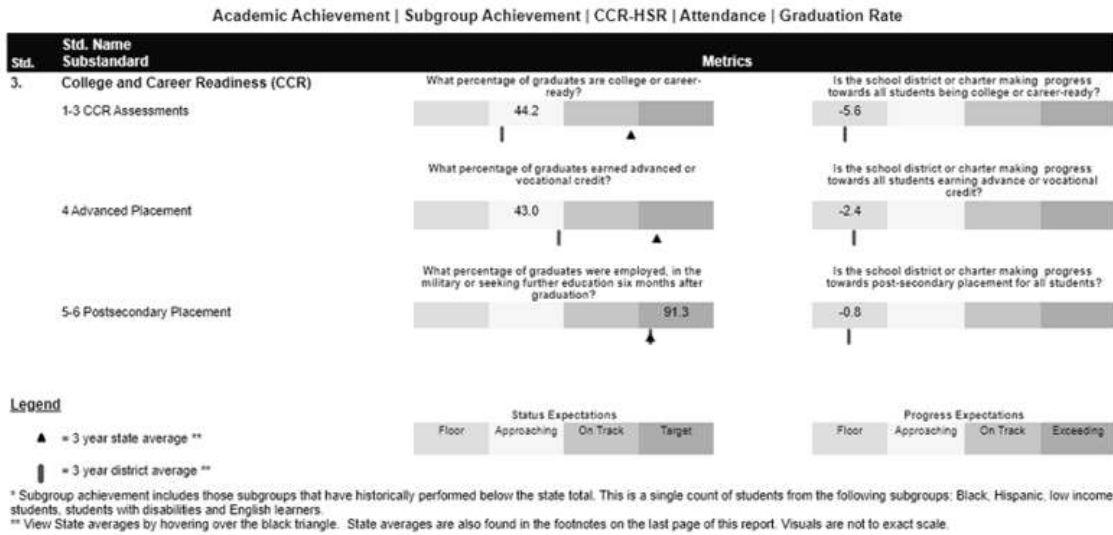 Academic Achievement | Subgroup Achievement | CCR-HSR | Attendance | Graduation Rate
Std. Std. Name Substandard Metrics
3. College and Career Readiness (CCR)
What percentage of graduates are college or career-
ready?
Is the school district or charter making progress
towards all students being college or career-ready?
1-3 CCR Assessments 44.2 -5.6
What percentage of graduates earned advanced or
vocational credit?
Is the school district or charter making progress
towards all students earning advance or vocational
credit?
4 Advanced Placement 43.0 -2.4
What percentage of graduates were employed, in the
military or seeking further education six months after
graduation?
Is the school district or charter making progress
towards post-secondary placement for all students?
5-6 Postsecondary Placement 91.3 -0.8
Legend
Status Expectations Progress Expectations
Floor Approaching On Track Target Floor Approaching On Track Exceeding
= 3 year state average **
= 3 year district average **
* Subgroup achievement includes those subgroups that have historically performed below the state total. This is a single count of students from the following subgroups: Black, Hispanic, low income
students, students with disabilities and English learners.
** View State averages by hovering over the black triangle. State averages are also found in the footnotes on the last page of this report. Visuals are not to exact scale.